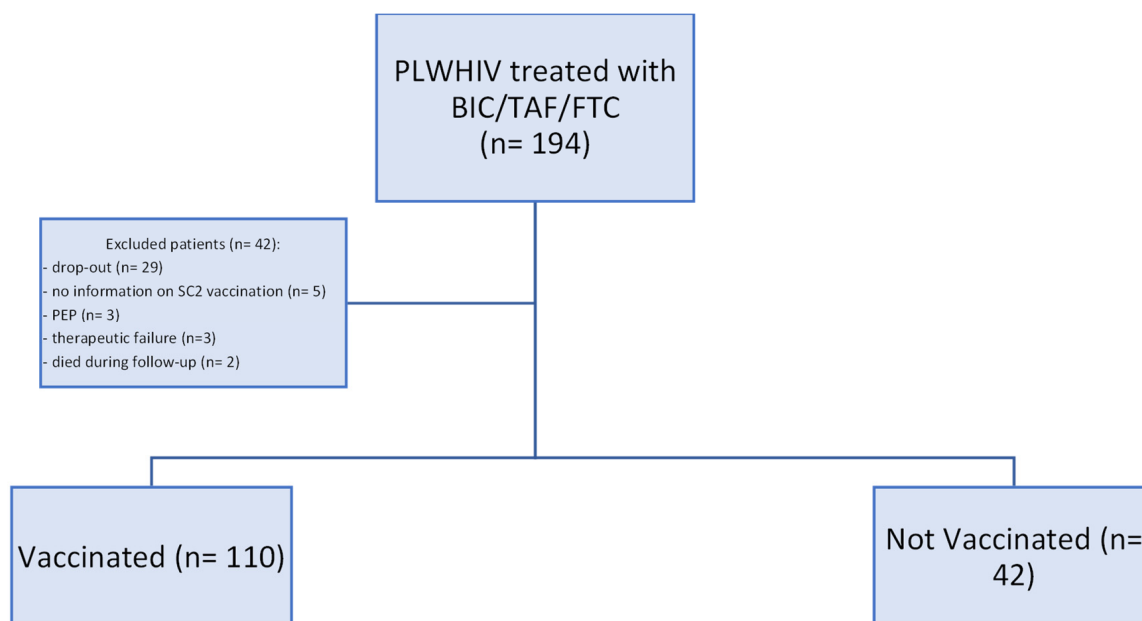 PLWHIV treated with
BIC/TAF/FTC
(n= 194)
Excluded patients (n= 42):
- drop-out (n= 29)
- no information on SC2 vaccination (n= 5)
- PEP (n= 3)
- therapeutic failure (n=3)
- died during follow-up (n= 2)
Vaccinated (n= 110)
Not Vaccinated (n=
42)